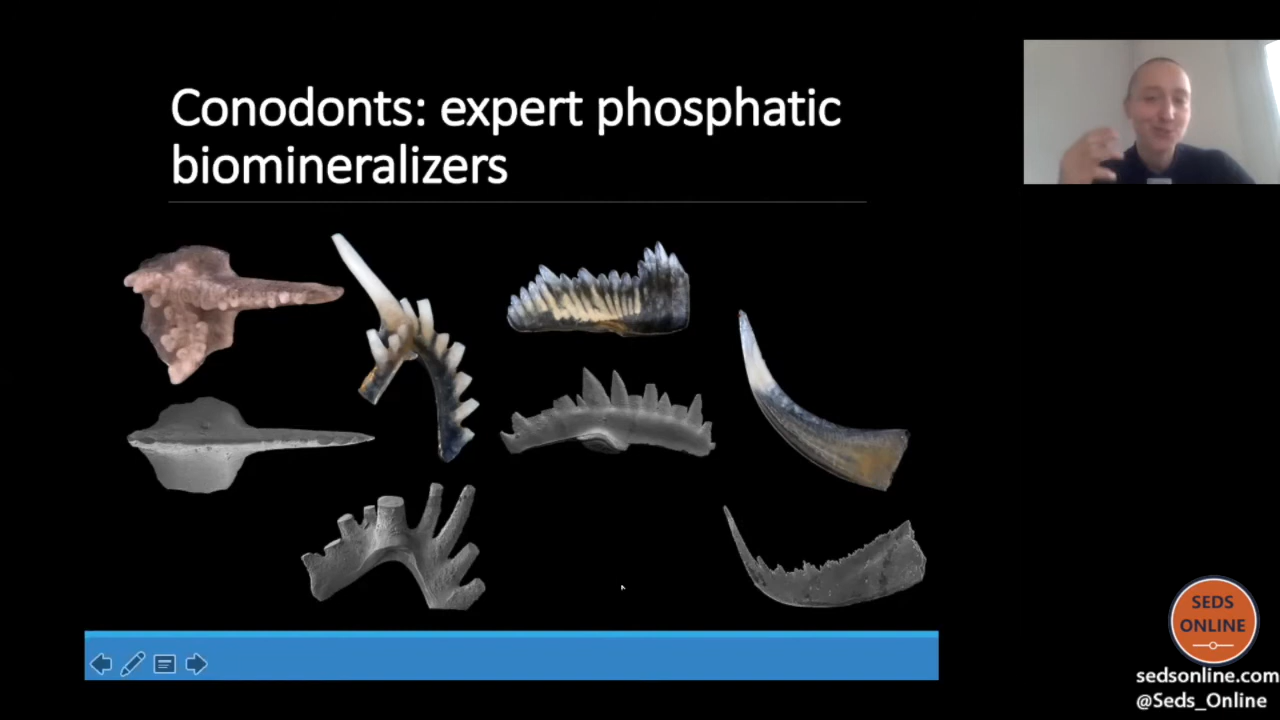 Conodonts: expert phosphatic
biomineralizers
SEDS
ONLINE
sedsonline.com
@Seds_Online